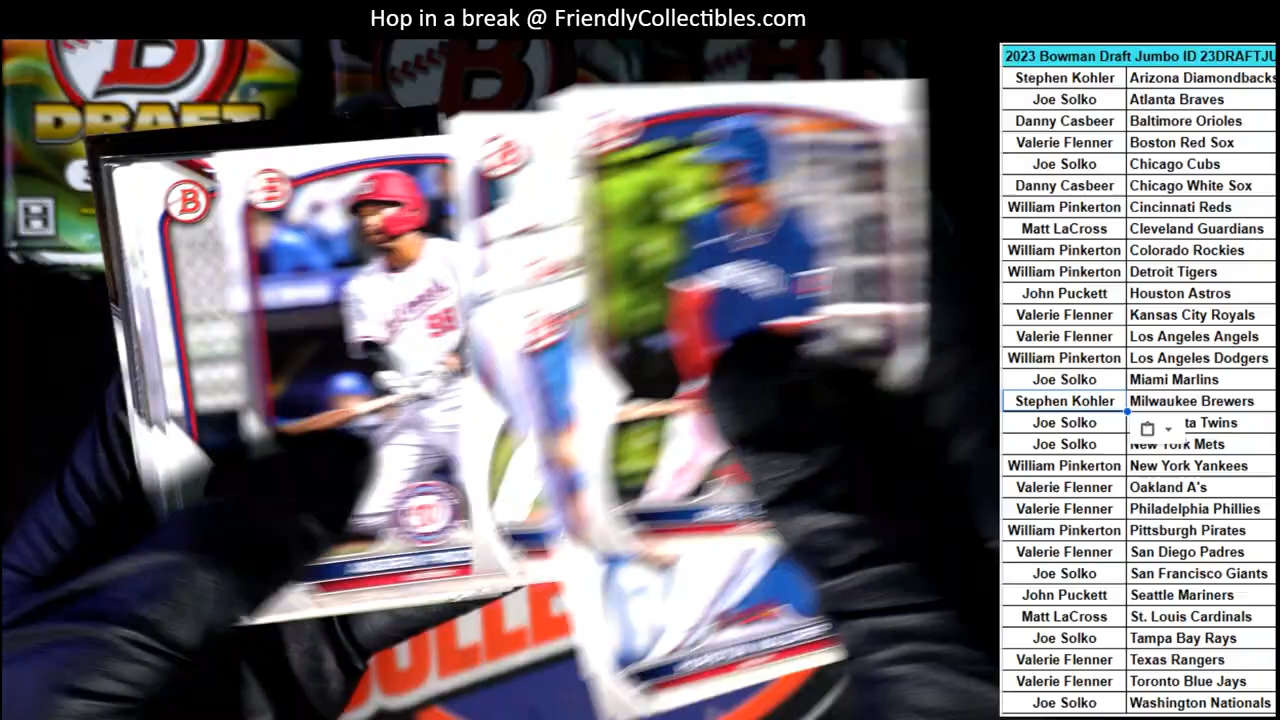 Hop in a break @ FriendlyCollectibles.com
2023 Bowman Draft Jumbo ID 23DRAFTJU
Stephen Kohler Arizona Diamondbacks
Joe Solko Atlanta Braves
Danny Casbeer Baltimore Orioles
Valerie Flenner Boston Red Sox
Joe Solko Chicago Cubs
Danny Casbeer Chicago White Sox
William Pinkerton Cincinnati Reds
Matt LaCross Cleveland Guardians
William Pinkerton Colorado Rockies
William Pinkerton Detroit Tigers
John Puckett Houston Astros
Valerie Flenner Kansas City Royals
Valerie Flenner Los Angeles Angels
William Pinkerton Los Angeles Dodgers
Joe Solko Miami Marlins
Stephen Kohler Milwaukee Brewers
Joe Solko ta Twins
Joe Solko New York Mets
William Pinkerton New York Yankees
Valerie Flenner Oakland A's
Valerie Flenner Philadelphia Phillies
William Pinkerton Pittsburgh Pirates
Valerie Flenner San Diego Padres
Joe Solko San Francisco Giants
John Puckett Seattle Mariners
Matt LaCross St. Louis Cardinals
Joe Solko Tampa Bay Rays
Valerie Flenner Texas Rangers
Valerie Flenner Toronto Blue Jays
Joe Solko Washington Nationals
B
DRAFT
B
B
OLLE